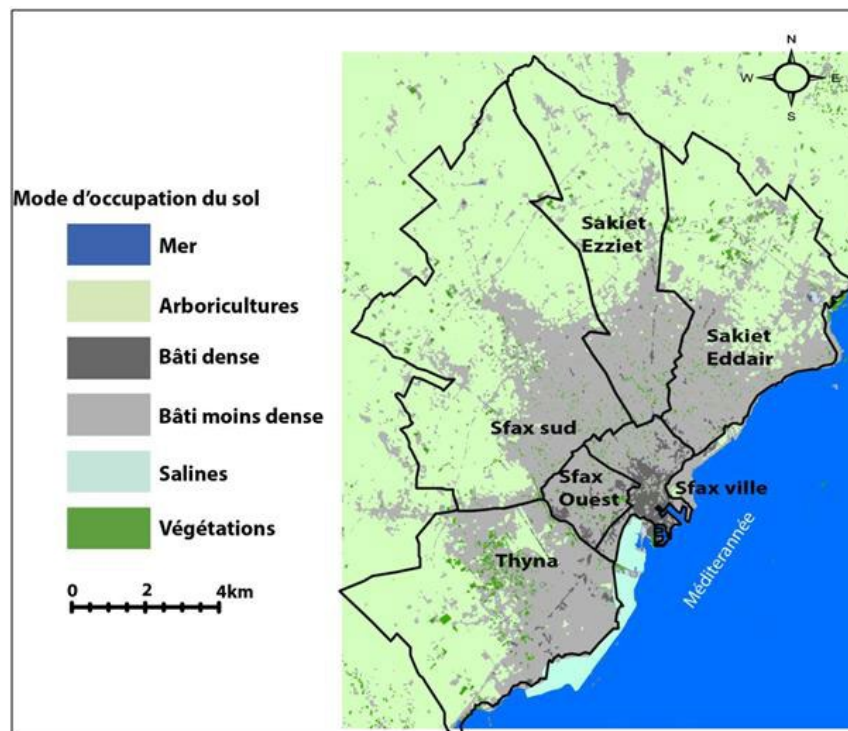 N
W
E
S
Mode d'occupation du sol
Mer
Arboricultures
Bâti dense
Bâti moins dense
Salines
Végétations
0 2 4km
Sakiet
Ezziet
Sakiet
Eddair
Sfax sud
Sfax
Ouest
Sfax ville
Thyna
Méditerannée